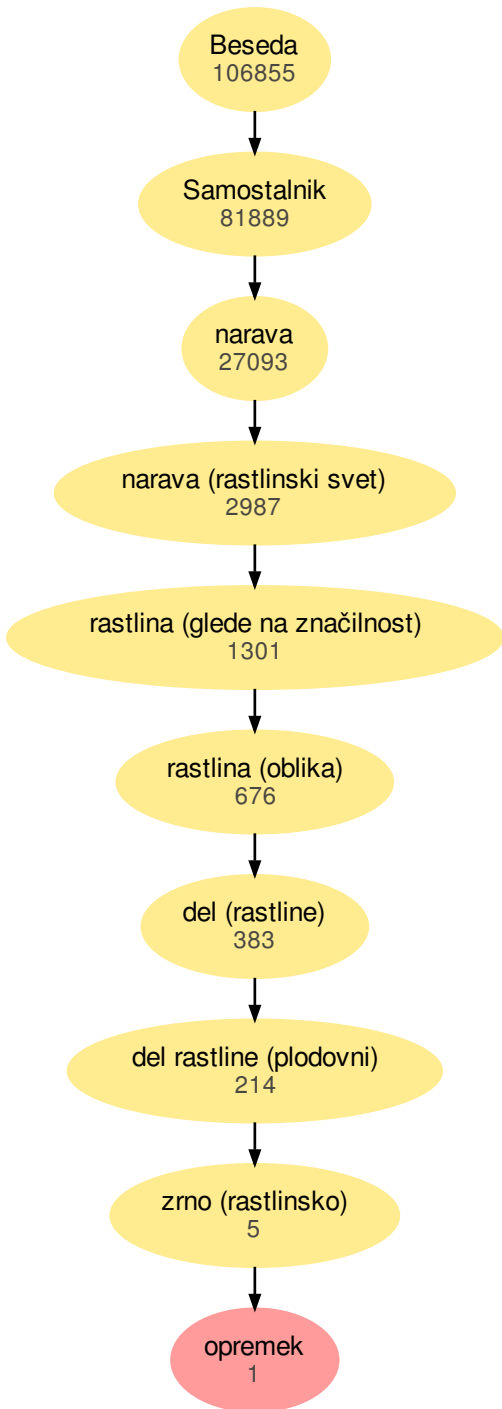 Beseda
106855
Samostalnik
81889
narava
27093
narava (rastlinski svet)
2987
rastlina (glede na značilnost)
1301
rastlina (oblika)
676
del (rastline)
383
del rastline (plodovni)
214
zrno (rastlinsko)
5
opremek
1